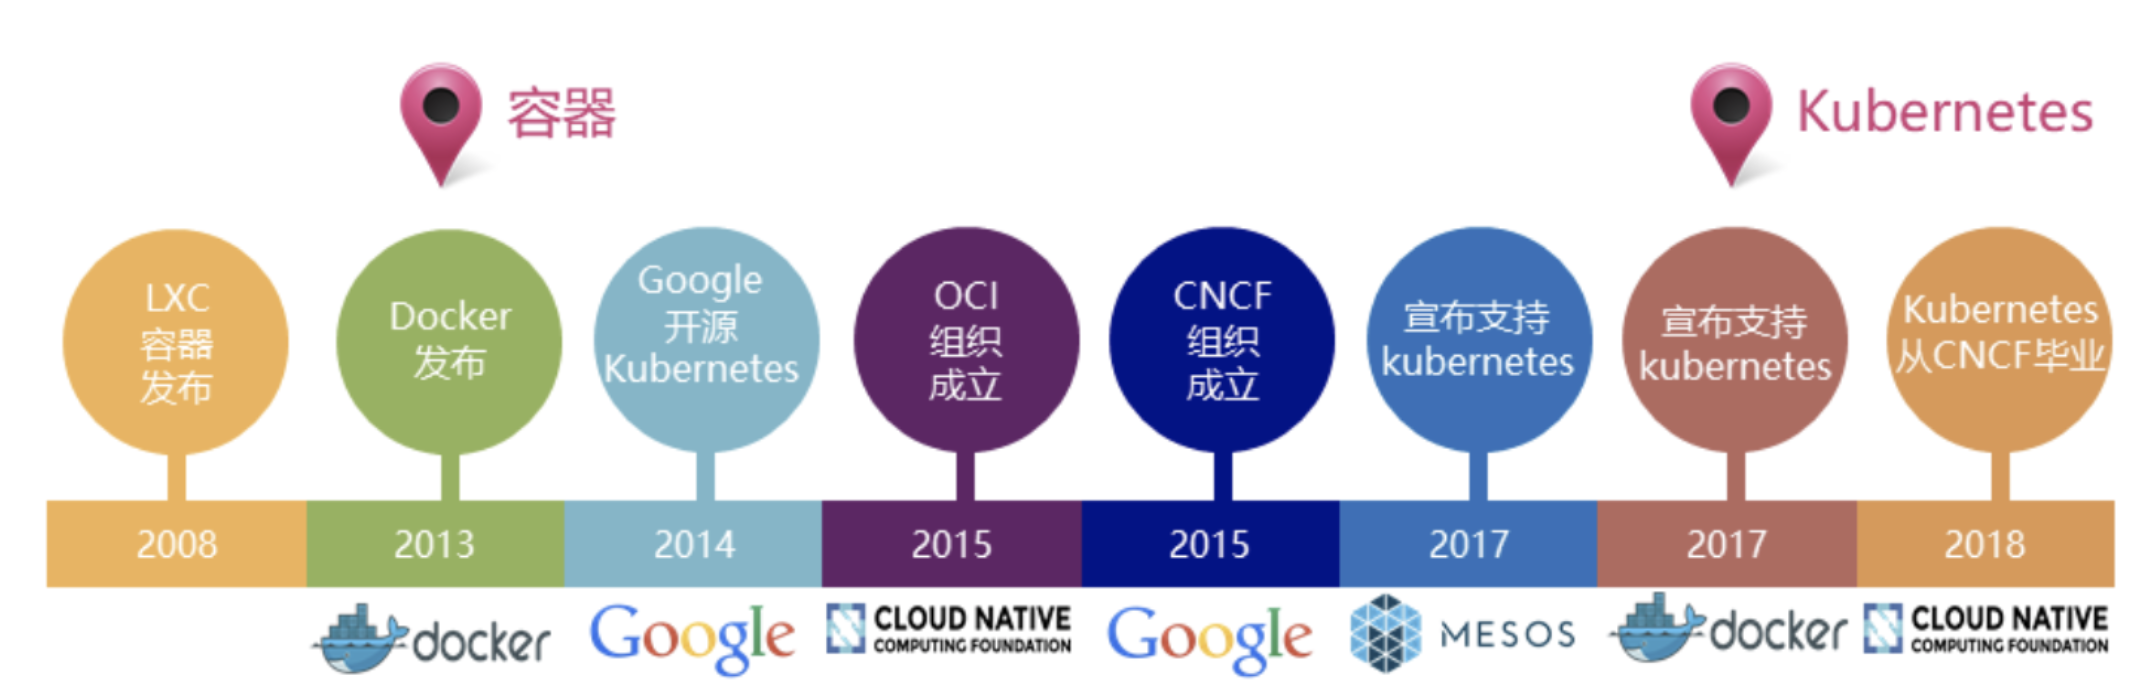 容器
Kubernetes
LXC
容器
发布
Docker
发布
Google
开源
Kubernetes
OCI
组织
成立
CNCF
组织
成立
宣布支持
kubernetes
宣布支持
kubernetes
Kubernetes
从CNCF毕业
2008
2013
2014
2015
2015
2017
2017
2018
docker
Google
CLOUD NATIVE
COMPUTING FOUNDATION
Google
MESOS
docker
CLOUD NATIVE
COMPUTING FOUNDATION